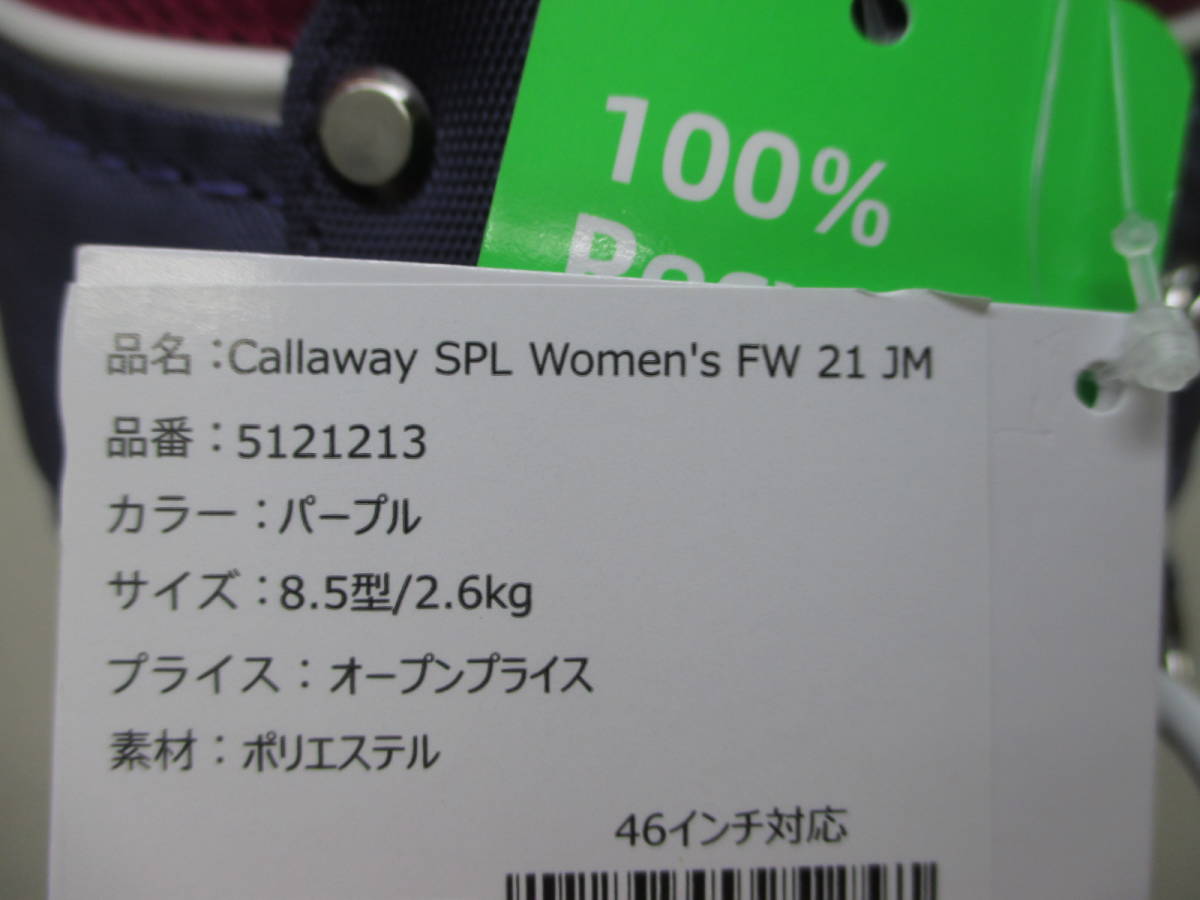 100%
品名：Callaway SPL Women's FW 21 JM
品番：5121213
カラー：パープル
サイズ：8.5型/2.6kg
プライス：オープンプライス
素材：ポリエステル
46インチ対応